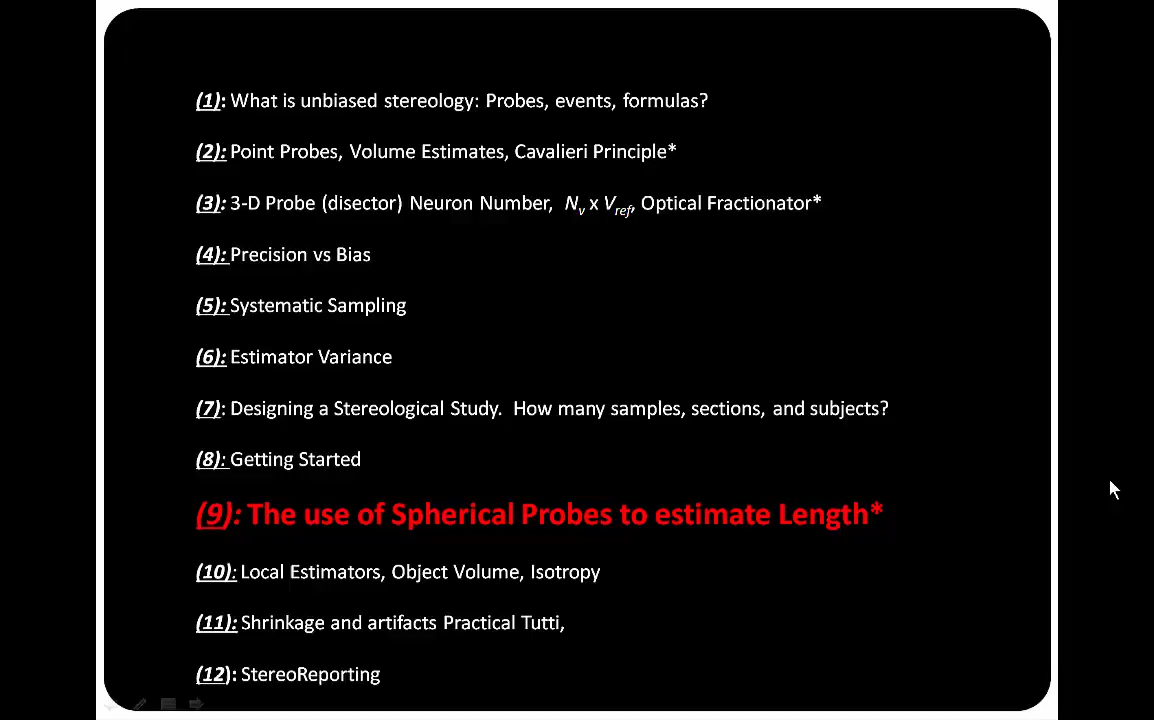 (1): What is unbiased stereology: Probes, events, formulas?
(2): Point Probes, Volume Estimates, Cavalieri Principle*
(3): 3-D Probe (disector) Neuron Number, Nv x Vref, Optical Fractionator*
(4): Precision vs Bias
(5): Systematic Sampling
(6): Estimator Variance
(7): Designing a Stereological Study. How many samples, sections, and subjects?
(8): Getting Started
(9): The use of Spherical Probes to estimate Length*
(10): Local Estimators, Object Volume, Isotropy
(11): Shrinkage and artifacts Practical Tutti,
(12): StereoReporting